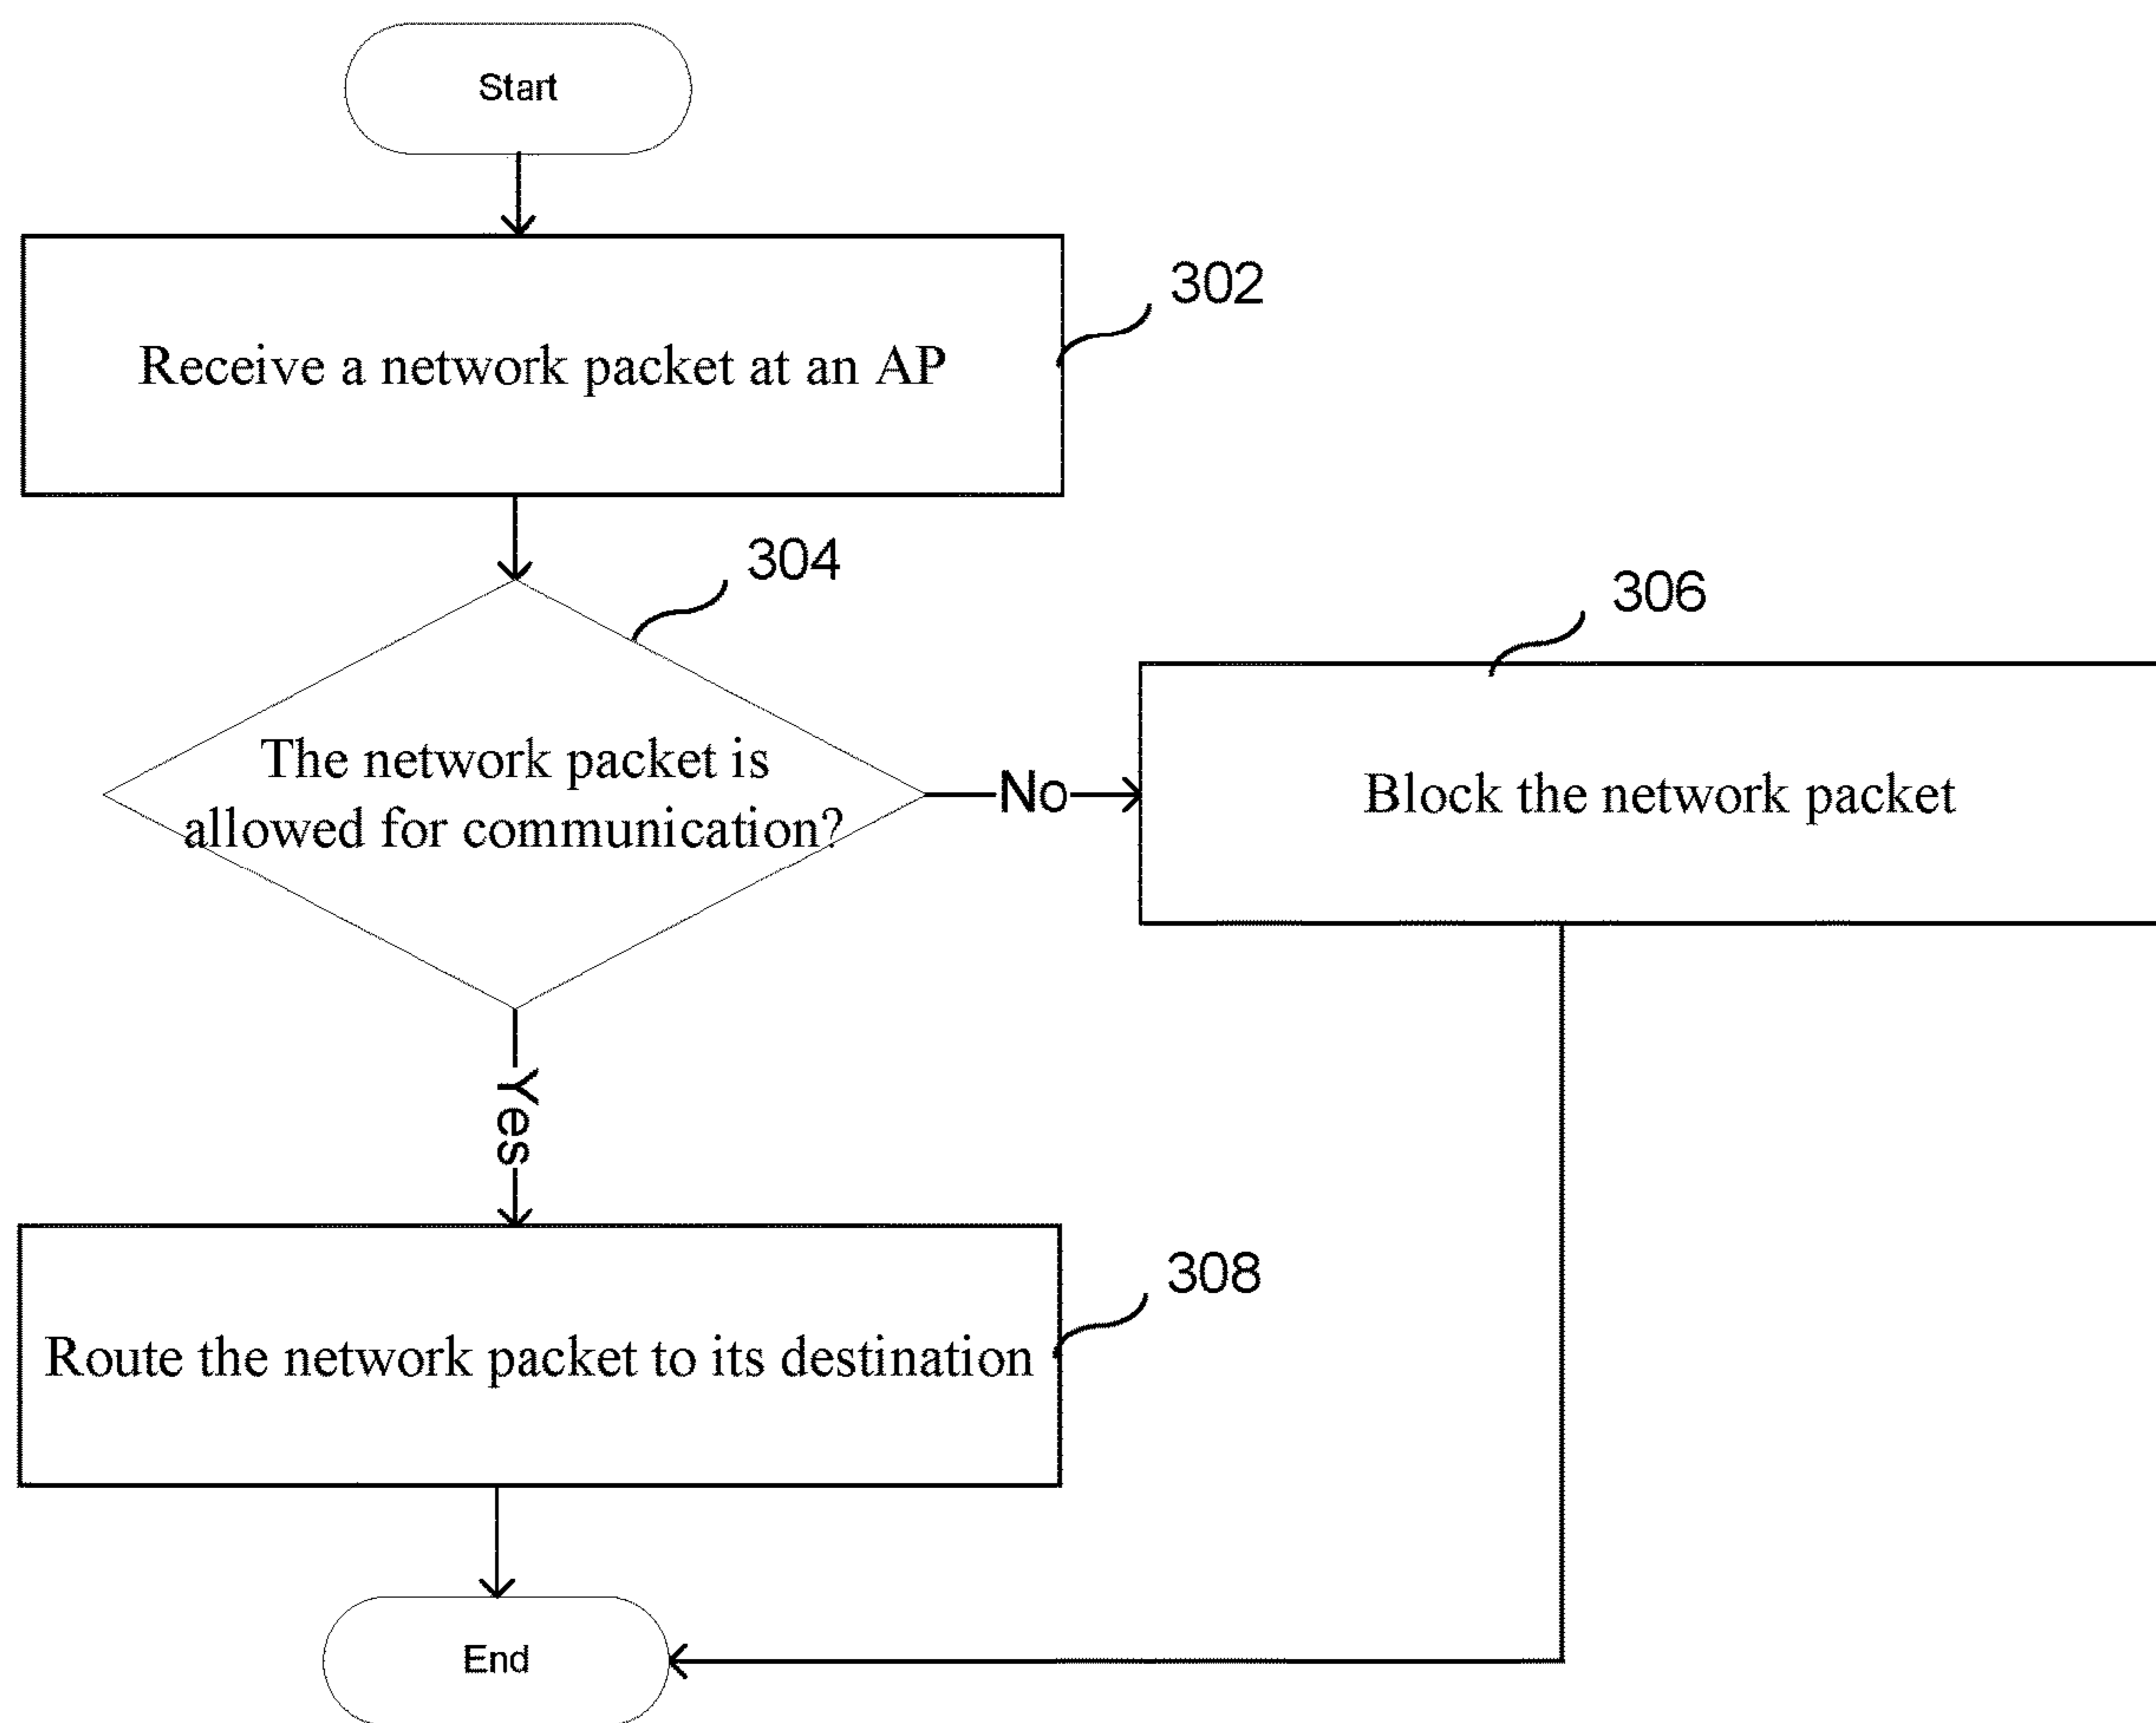 Start
302
Receive a network packet at an AP
304
306
The network packet is
allowed for communication?
No
Block the network packet
Yes
308
Route the network packet to its destination
End